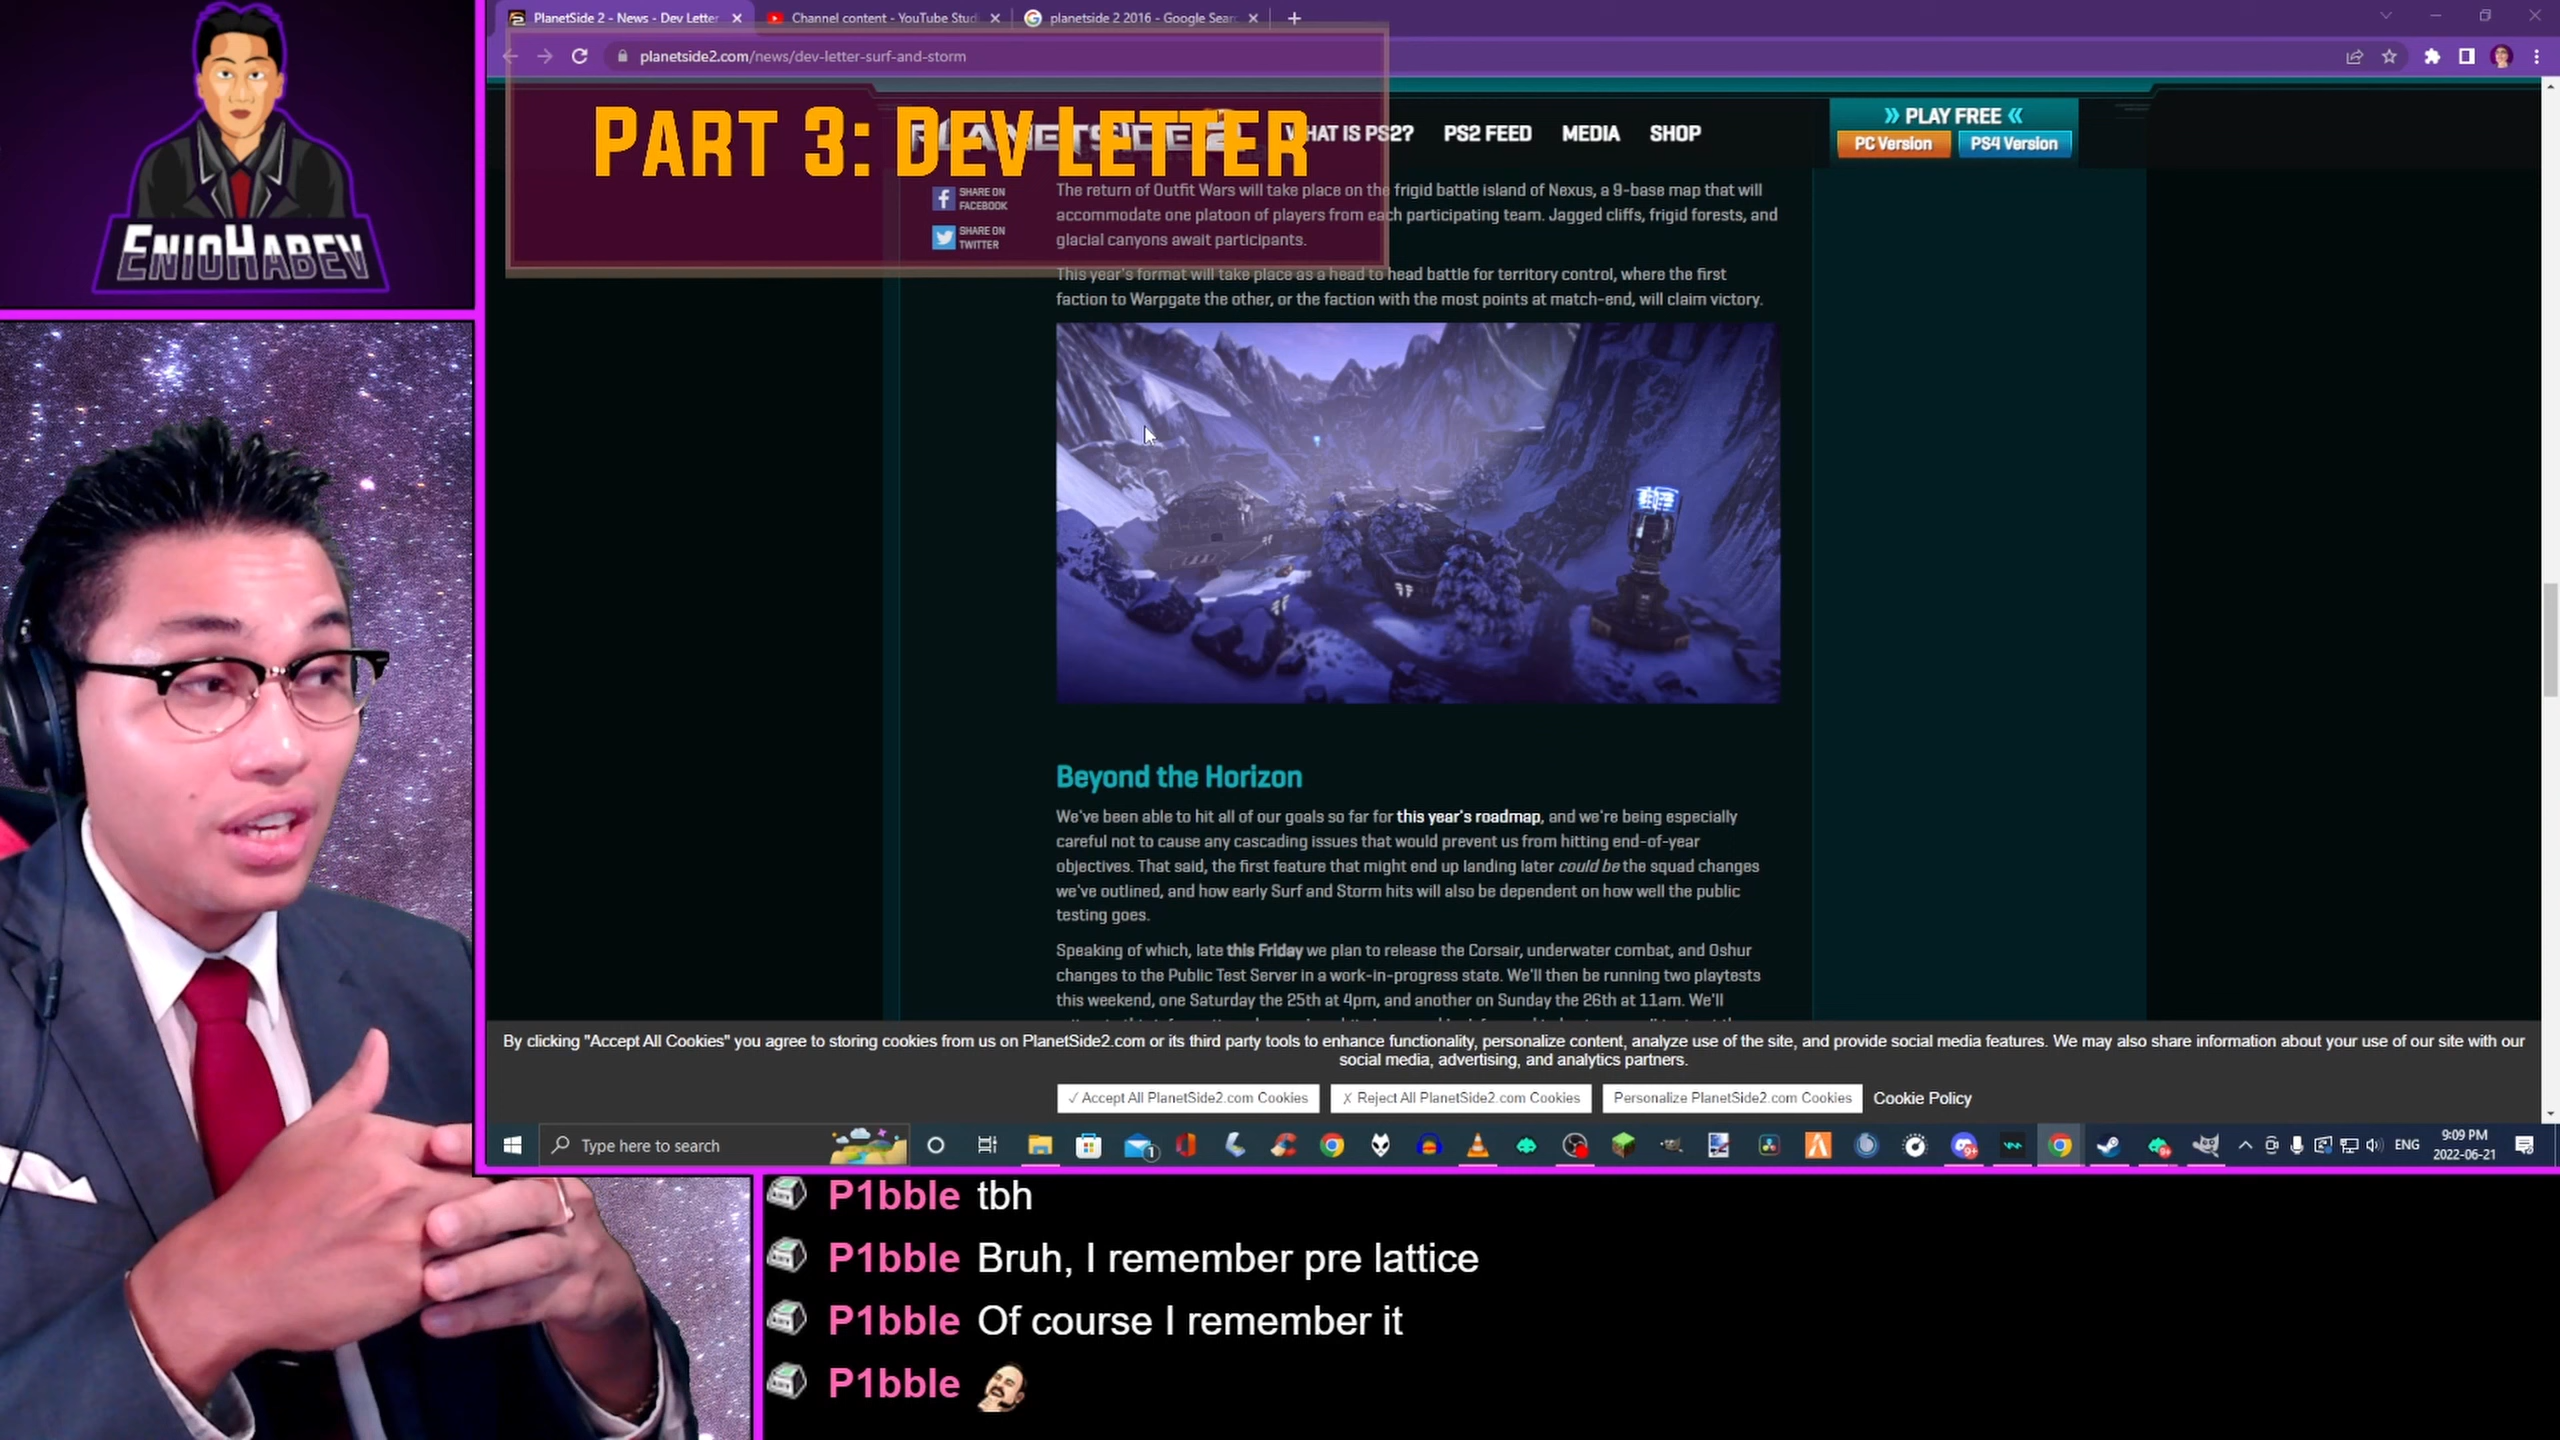 PlanetSide 2 - News - Dev Letter
Channel content - YouTube Stud
planetside 2 2016 - Google Sear
planetside2.com/news/dev-letter-surf-and-storm
Part 3: Dev Letter
PLANETSIDE 2
WHAT IS PS2? PS2 FEED MEDIA SHOP
PLAY FREE
PC Version PS4 Version
SHARE ON
FACEBOOK
SHARE ON
TWITTER
The return of Outfit Wars will take place on the frigid battle island of Nexus, a 9-base map that will
accommodate one platoon of players from each participating team. Jagged cliffs, frigid forests, and
glacial canyons await participants.
This year's format will take place as a head to head battle for territory control, where the first
faction to Warpgate the other, or the faction with the most points at match-end, will claim victory.
Beyond the Horizon
We've been able to hit all of our goals so far for this year's roadmap, and we're being especially
careful not to cause any cascading issues that would prevent us from hitting end-of-year
objectives. That said, the first feature that might end up landing later could be the squad changes
we've outlined, and how early Surf and Storm hits will also be dependent on how well the public
testing goes.
Speaking of which, late this Friday we plan to release the Corsair, underwater combat, and Oshur
changes to the Public Test Server in a work-in-progress state. We'll then be running two playtests
this weekend, one Saturday the 25th at 4pm, and another on Sunday the 26th at 11am. We'll
By clicking "Accept All Cookies" you agree to storing cookies from us on PlanetSide2.com or its third party tools to enhance functionality, personalize content, analyze use of the site, and provide social media features. We may also share information about your use of our site with our
social media, advertising, and analytics partners.
✓ Accept All PlanetSide2.com Cookies
✗ Reject All PlanetSide2.com Cookies
Personalize PlanetSide2.com Cookies
Cookie Policy
Type here to search
ENG
9:09 PM
2022-06-21
ENIOHABEV
P1bble tbh
P1bble Bruh, I remember pre lattice
P1bble Of course I remember it
P1bble